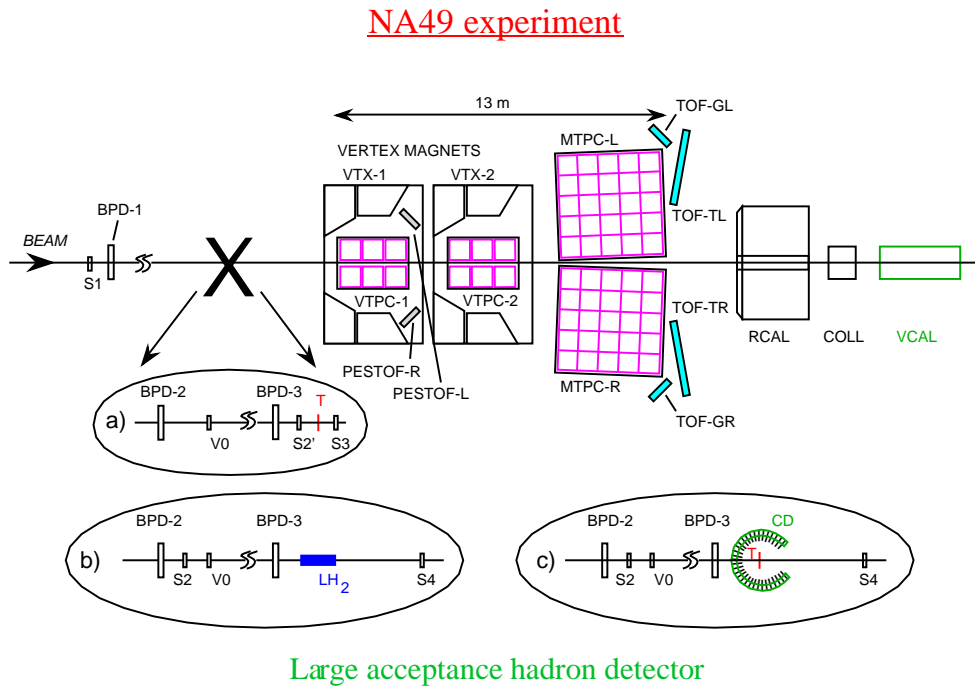 NA49 experiment
13 m
TOF-GL
MTPC-L
VERTEX MAGNETS
VTX-1
VTX-2
BPD-1
TOF-TL
BEAM
S1
VTPC-1
VTPC-2
TOF-TR
RCAL
COLL
VCAL
PESTOF-R
PESTOF-L
MTPC-R
TOF-GR
a)
BPD-2
BPD-3
T
V0
S2'
S3
b)
BPD-2
BPD-3
S2
V0
LH2
S4
c)
BPD-2
BPD-3
CD
T
S2
V0
S4
Large acceptance hadron detector